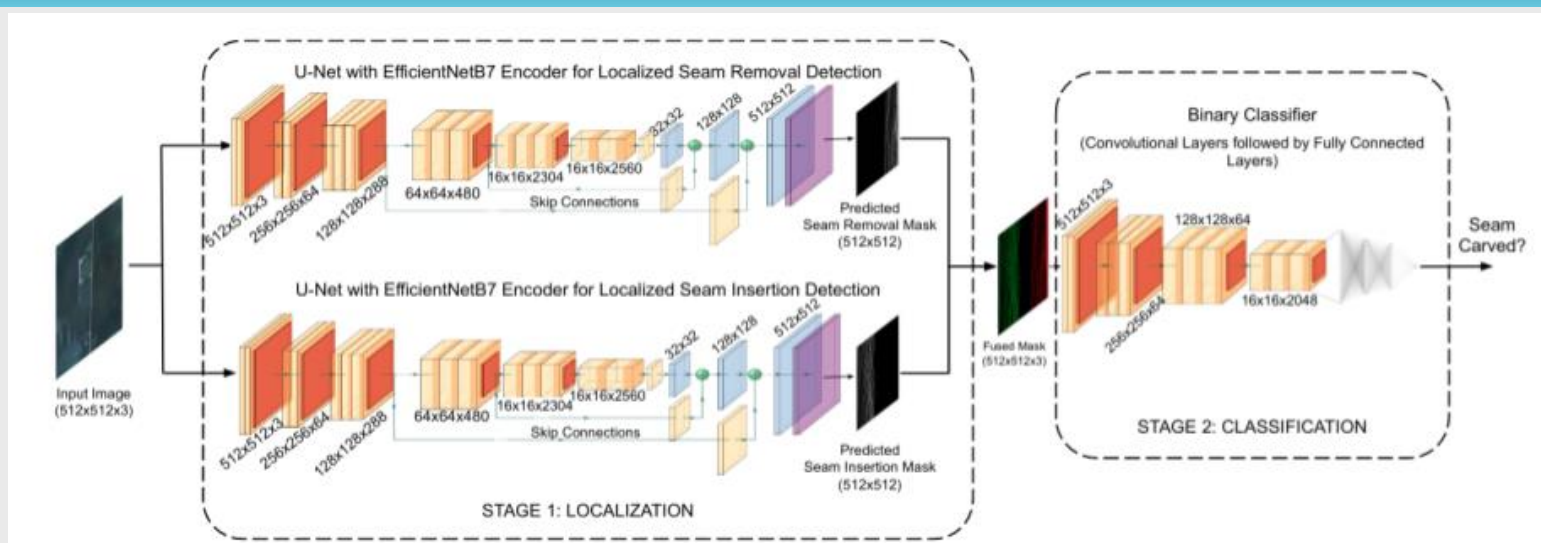 U-Net with EfficientNetB7 Encoder for Localized Seam Removal Detection
512x512x3
256x256x64
128x128x288
64x64x480
16x16x2304
16x16x2560
32x32
128x128
512x512
Skip Connections
Predicted
Seam Removal Mask
(512x512)
Input Image
(512x512x3)
U-Net with EfficientNetB7 Encoder for Localized Seam Insertion Detection
512x512x3
256x256x64
128x128x288
64x64x480
16x16x2304
16x16x2560
32x32
128x128
512x512
Skip Connections
Predicted
Seam Insertion Mask
(512x512)
STAGE 1: LOCALIZATION
Fused Mask
(512x512x3)
Binary Classifier
(Convolutional Layers followed by Fully Connected
Layers)
512x512x3
256x256x64
128x128x64
16x16x2048
STAGE 2: CLASSIFICATION
Seam
Carved?